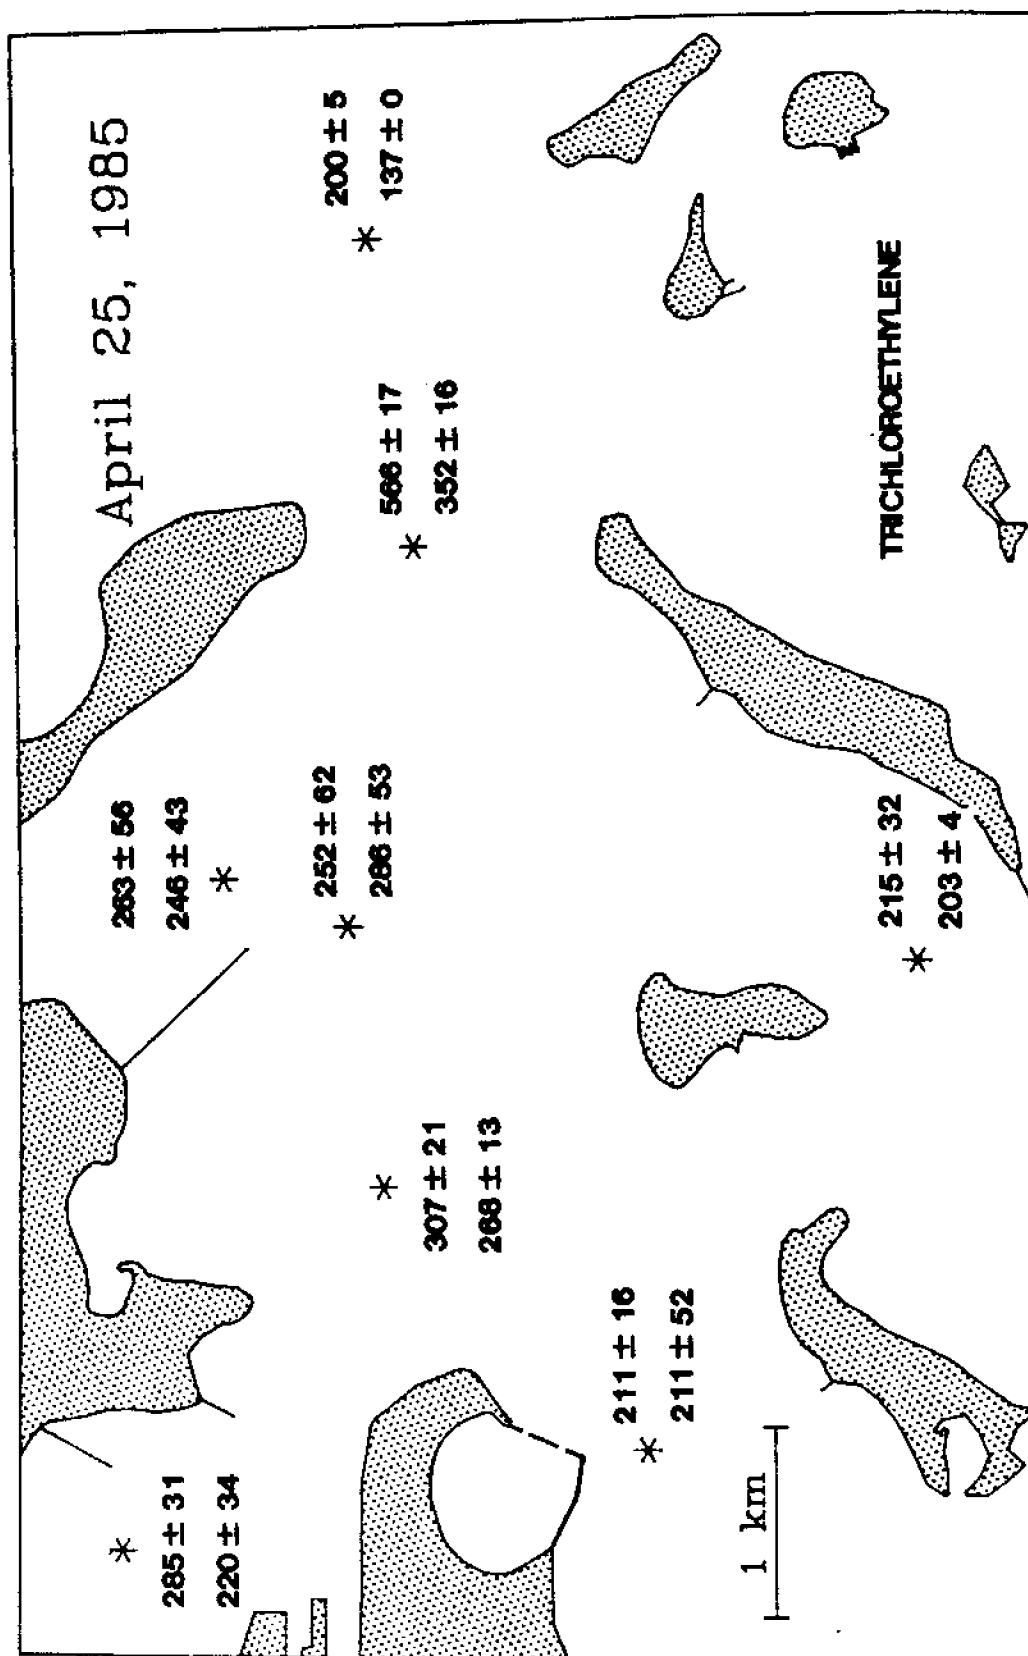 April 25, 1985
200 ± 5
137 ± 0
566 ± 17
352 ± 16
263 ± 56
246 ± 43
252 ± 62
286 ± 53
215 ± 32
203 ± 4
307 ± 21
268 ± 13
211 ± 16
211 ± 52
285 ± 31
220 ± 34
TRICHLOROETHYLENE
1 km